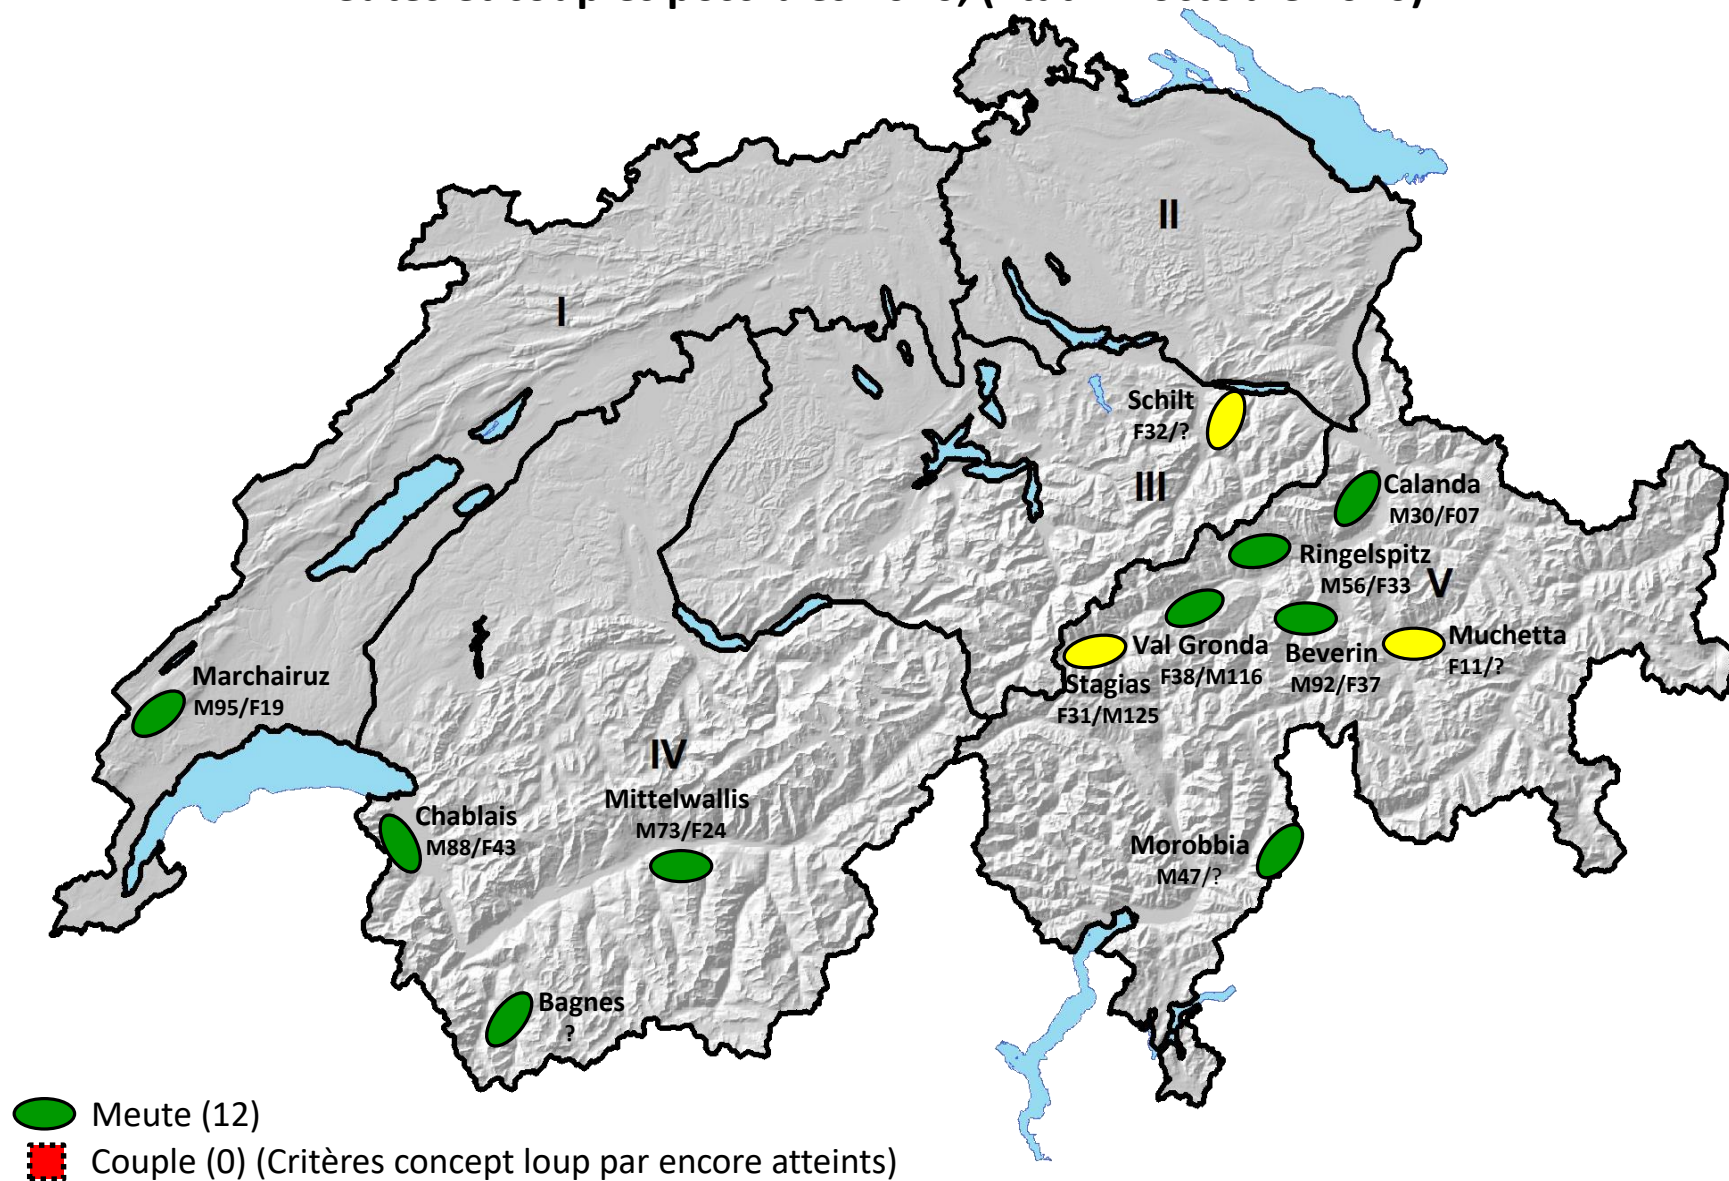 II
I
Schilt
F32/?
III
Calanda
M30/F07
Ringelspitz
M56/F33
V
Val Gronda
F38/M116
Stagias
F31/M125
Beverin
M92/F37
Muchetta
F11/?
Marchairuz
M95/F19
IV
Mittelwallis
M73/F24
Chablais
M88/F43
Morobbia
M47/?
Bagnes
?
Meute (12)
Couple (0) (Critères concept loup par encore atteints)